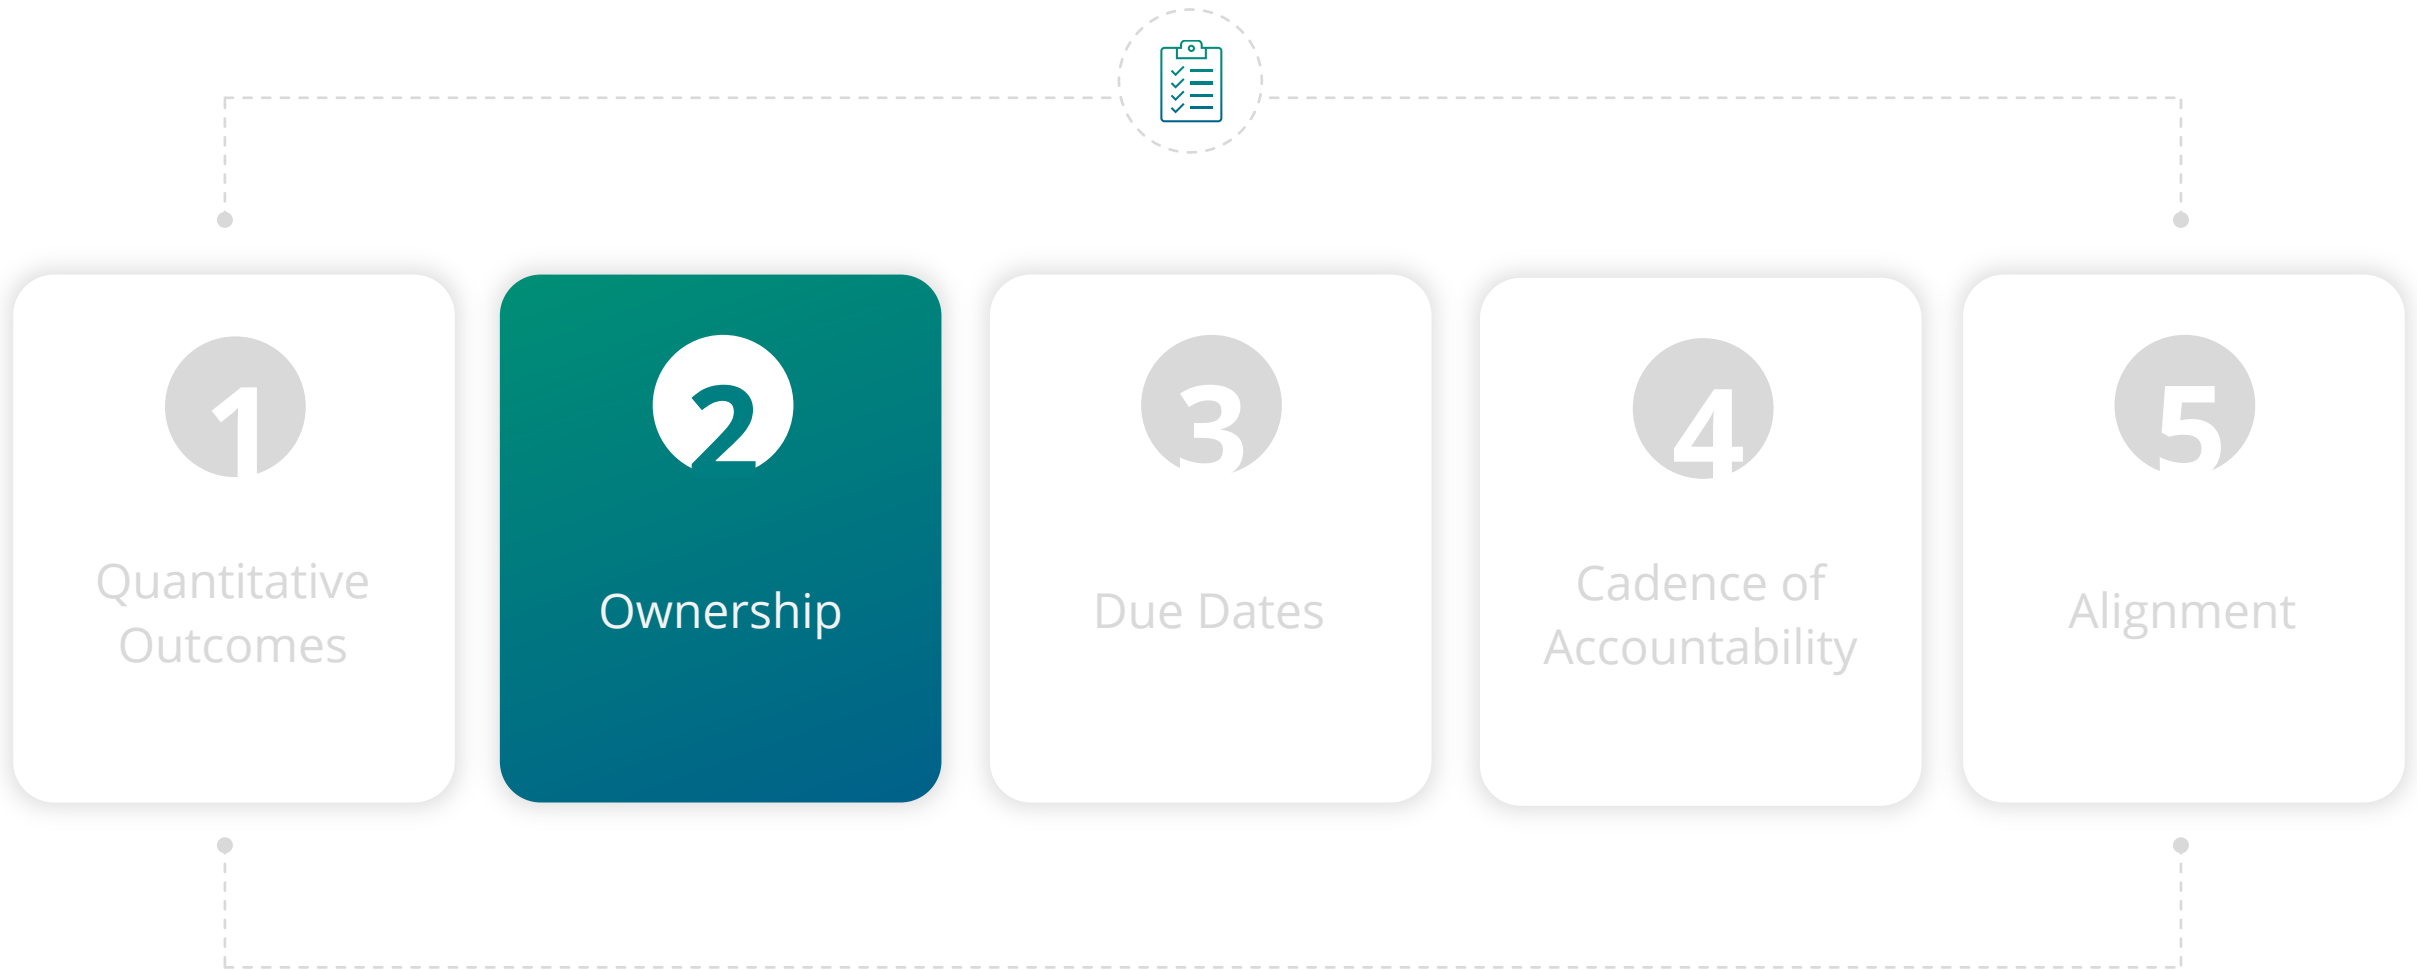 1
Quantitative
Outcomes
2
Ownership
3
Due Dates
4
Cadence of
Accountability
5
Alignment